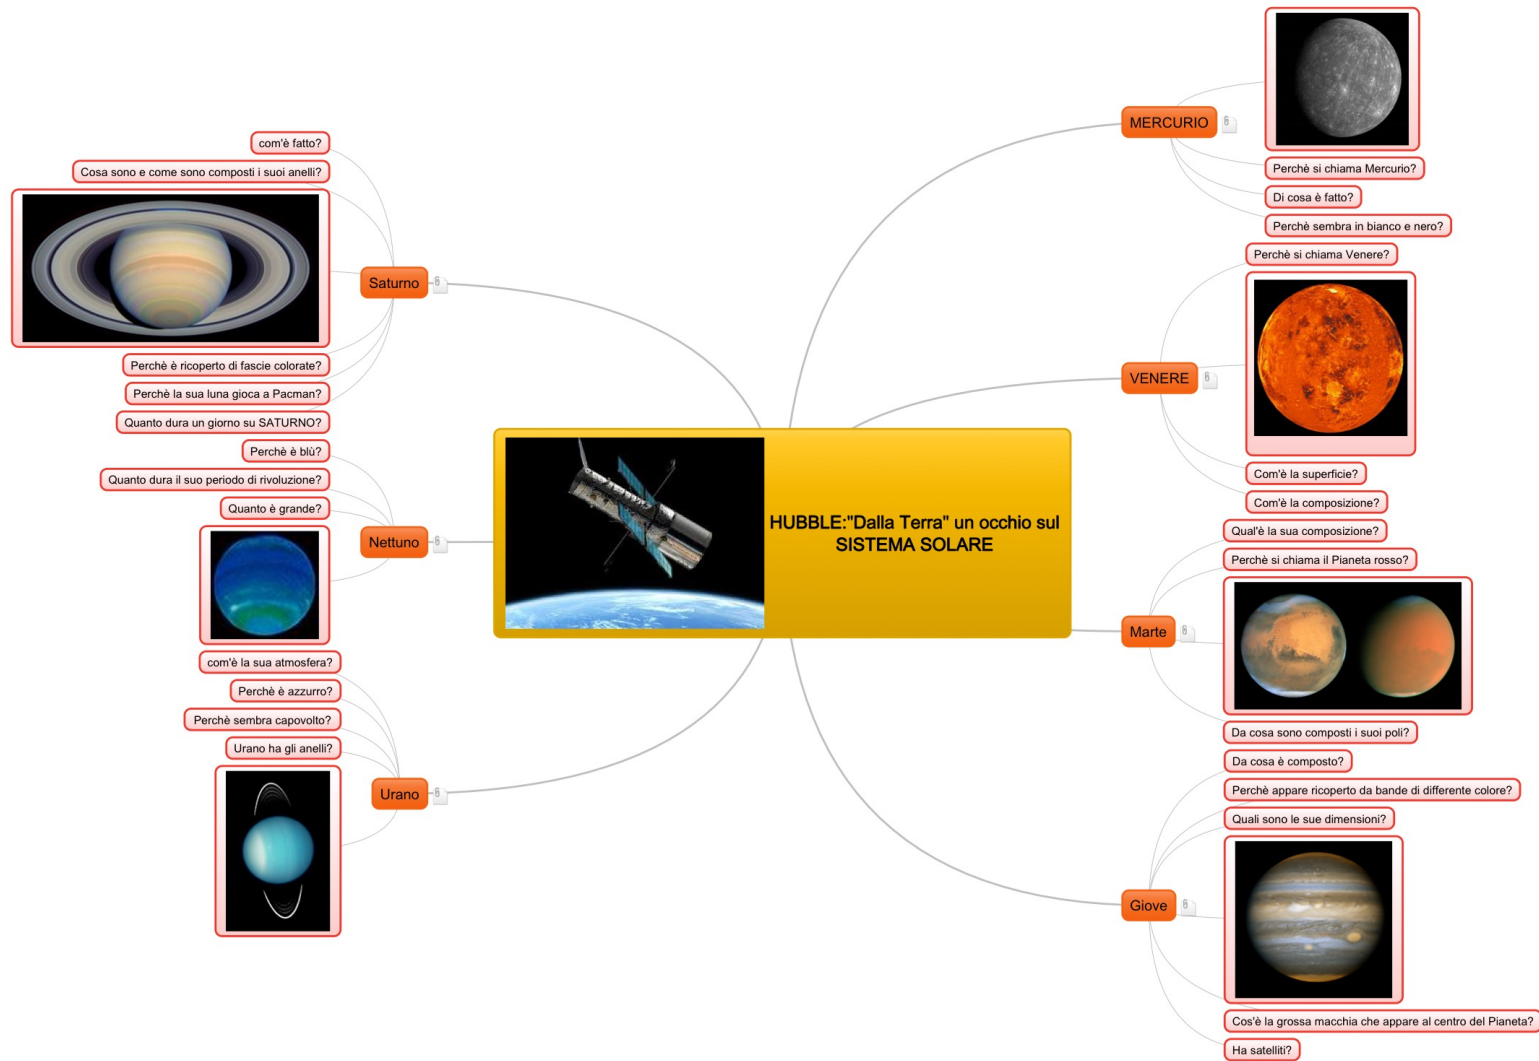 HUBBLE:"Dalla Terra" un occhio sul
SISTEMA SOLARE
MERCURIO
Perchè si chiama Mercurio?
Di cosa è fatto?
Perchè sembra in bianco e nero?
VENERE
Perchè si chiama Venere?
Com'è la superficie?
Com'è la composizione?
Marte
Qual'è la sua composizione?
Perchè si chiama il Pianeta rosso?
Da cosa sono composti i suoi poli?
Giove
Da cosa è composto?
Perchè appare ricoperto da bande di differente colore?
Quali sono le sue dimensioni?
Cos'è la grossa macchia che appare al centro del Pianeta?
Ha satelliti?
Saturno
com'è fatto?
Cosa sono e come sono composti i suoi anelli?
Perchè è ricoperto di fascie colorate?
Perchè la sua luna gioca a Pacman?
Quanto dura un giorno su SATURNO?
Nettuno
Perchè è blù?
Quanto dura il suo periodo di rivoluzione?
Quanto è grande?
Urano
com'è la sua atmosfera?
Perchè è azzurro?
Perchè sembra capovolto?
Urano ha gli anelli?